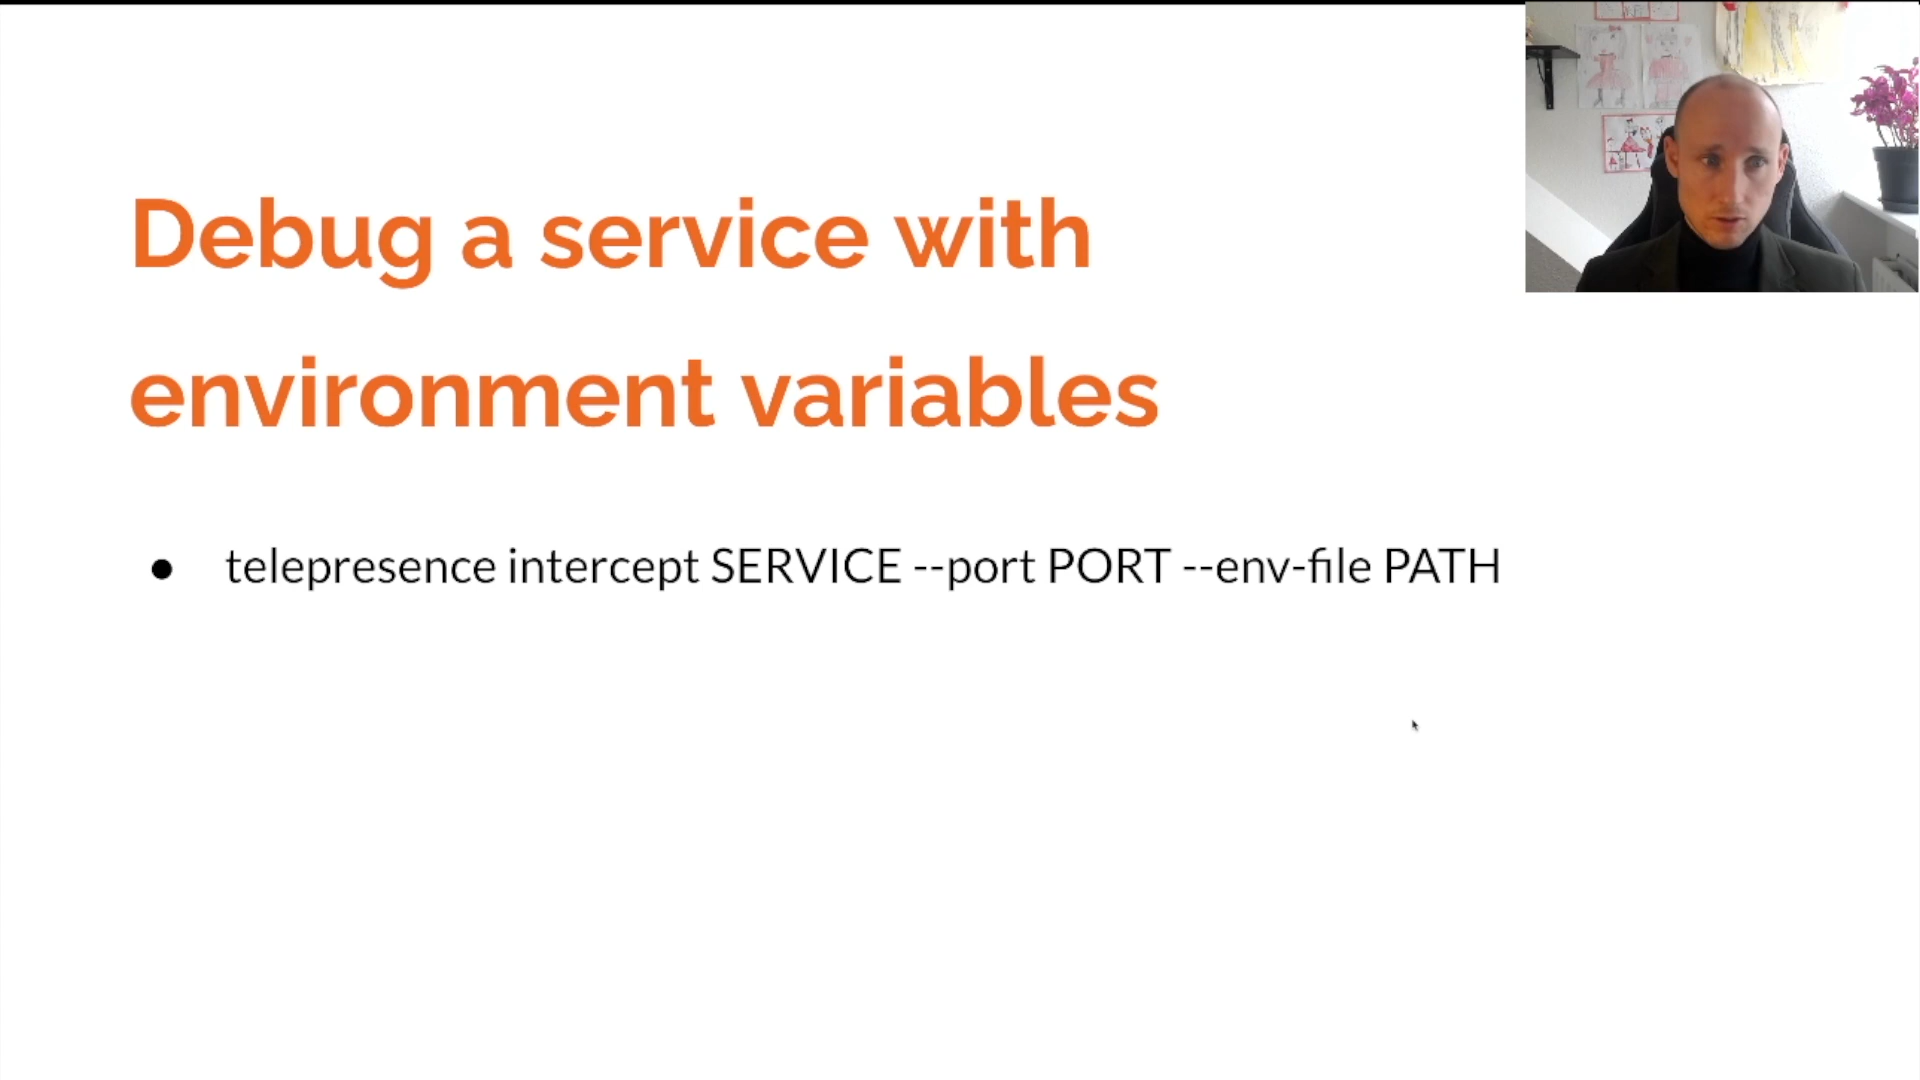 Debug a service with
environment variables
● telepresence intercept SERVICE --port PORT --env-file PATH